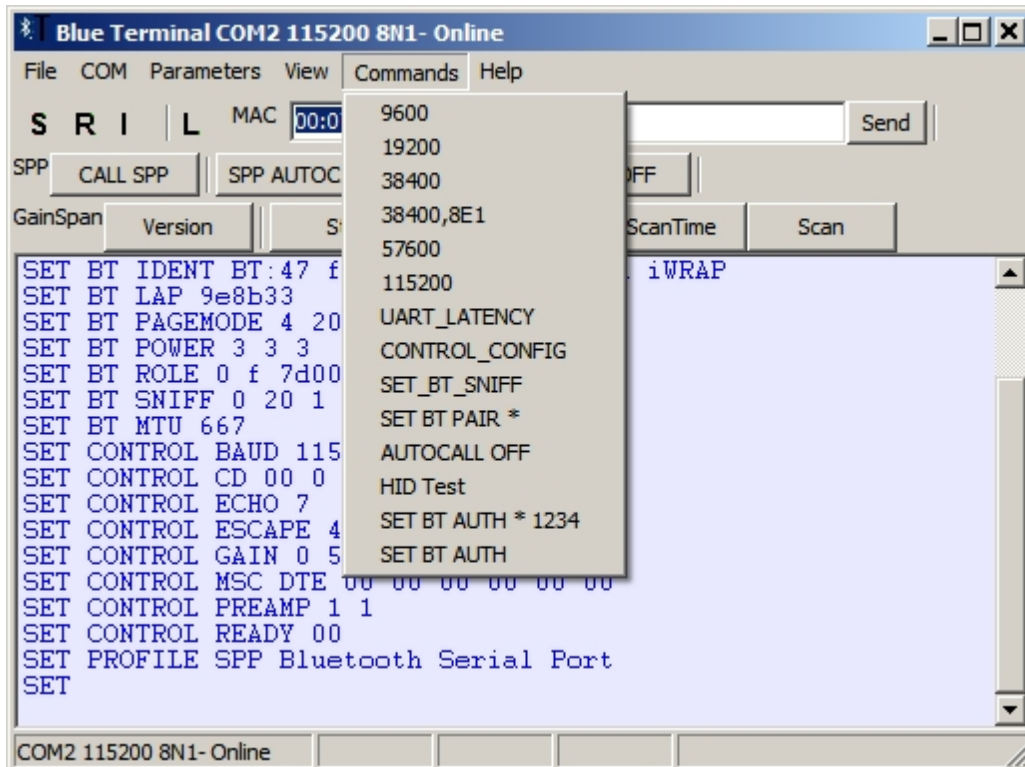 Blue Terminal COM2 115200 8N1- Online
File COM Parameters View Commands Help
S R I L MAC Send
SPP CALL SPP
GainSpan Version ScanTime Scan
9600
19200
38400
38400,8E1
57600
115200
UART_LATENCY
CONTROL_CONFIG
SET_BT_SNIFF
SET BT PAIR *
AUTOCALL OFF
HID Test
SET BT AUTH * 1234
SET BT AUTH
SET BT IDENT BT:47 f iWRAP
SET BT LAP 9e8b33
SET BT PAGEMODE 4 20
SET BT POWER 3 3 3
SET BT ROLE 0 f 7d00
SET BT SNIFF 0 20 1
SET BT MTU 667
SET CONTROL BAUD 115
SET CONTROL CD 00 0
SET CONTROL ECHO 7
SET CONTROL ESCAPE 4
SET CONTROL GAIN 0 5
SET CONTROL MSC DTE 00 00 00 00 00 00
SET CONTROL PREAMP 1 1
SET CONTROL READY 00
SET PROFILE SPP Bluetooth Serial Port
SET
COM2 115200 8N1- Online